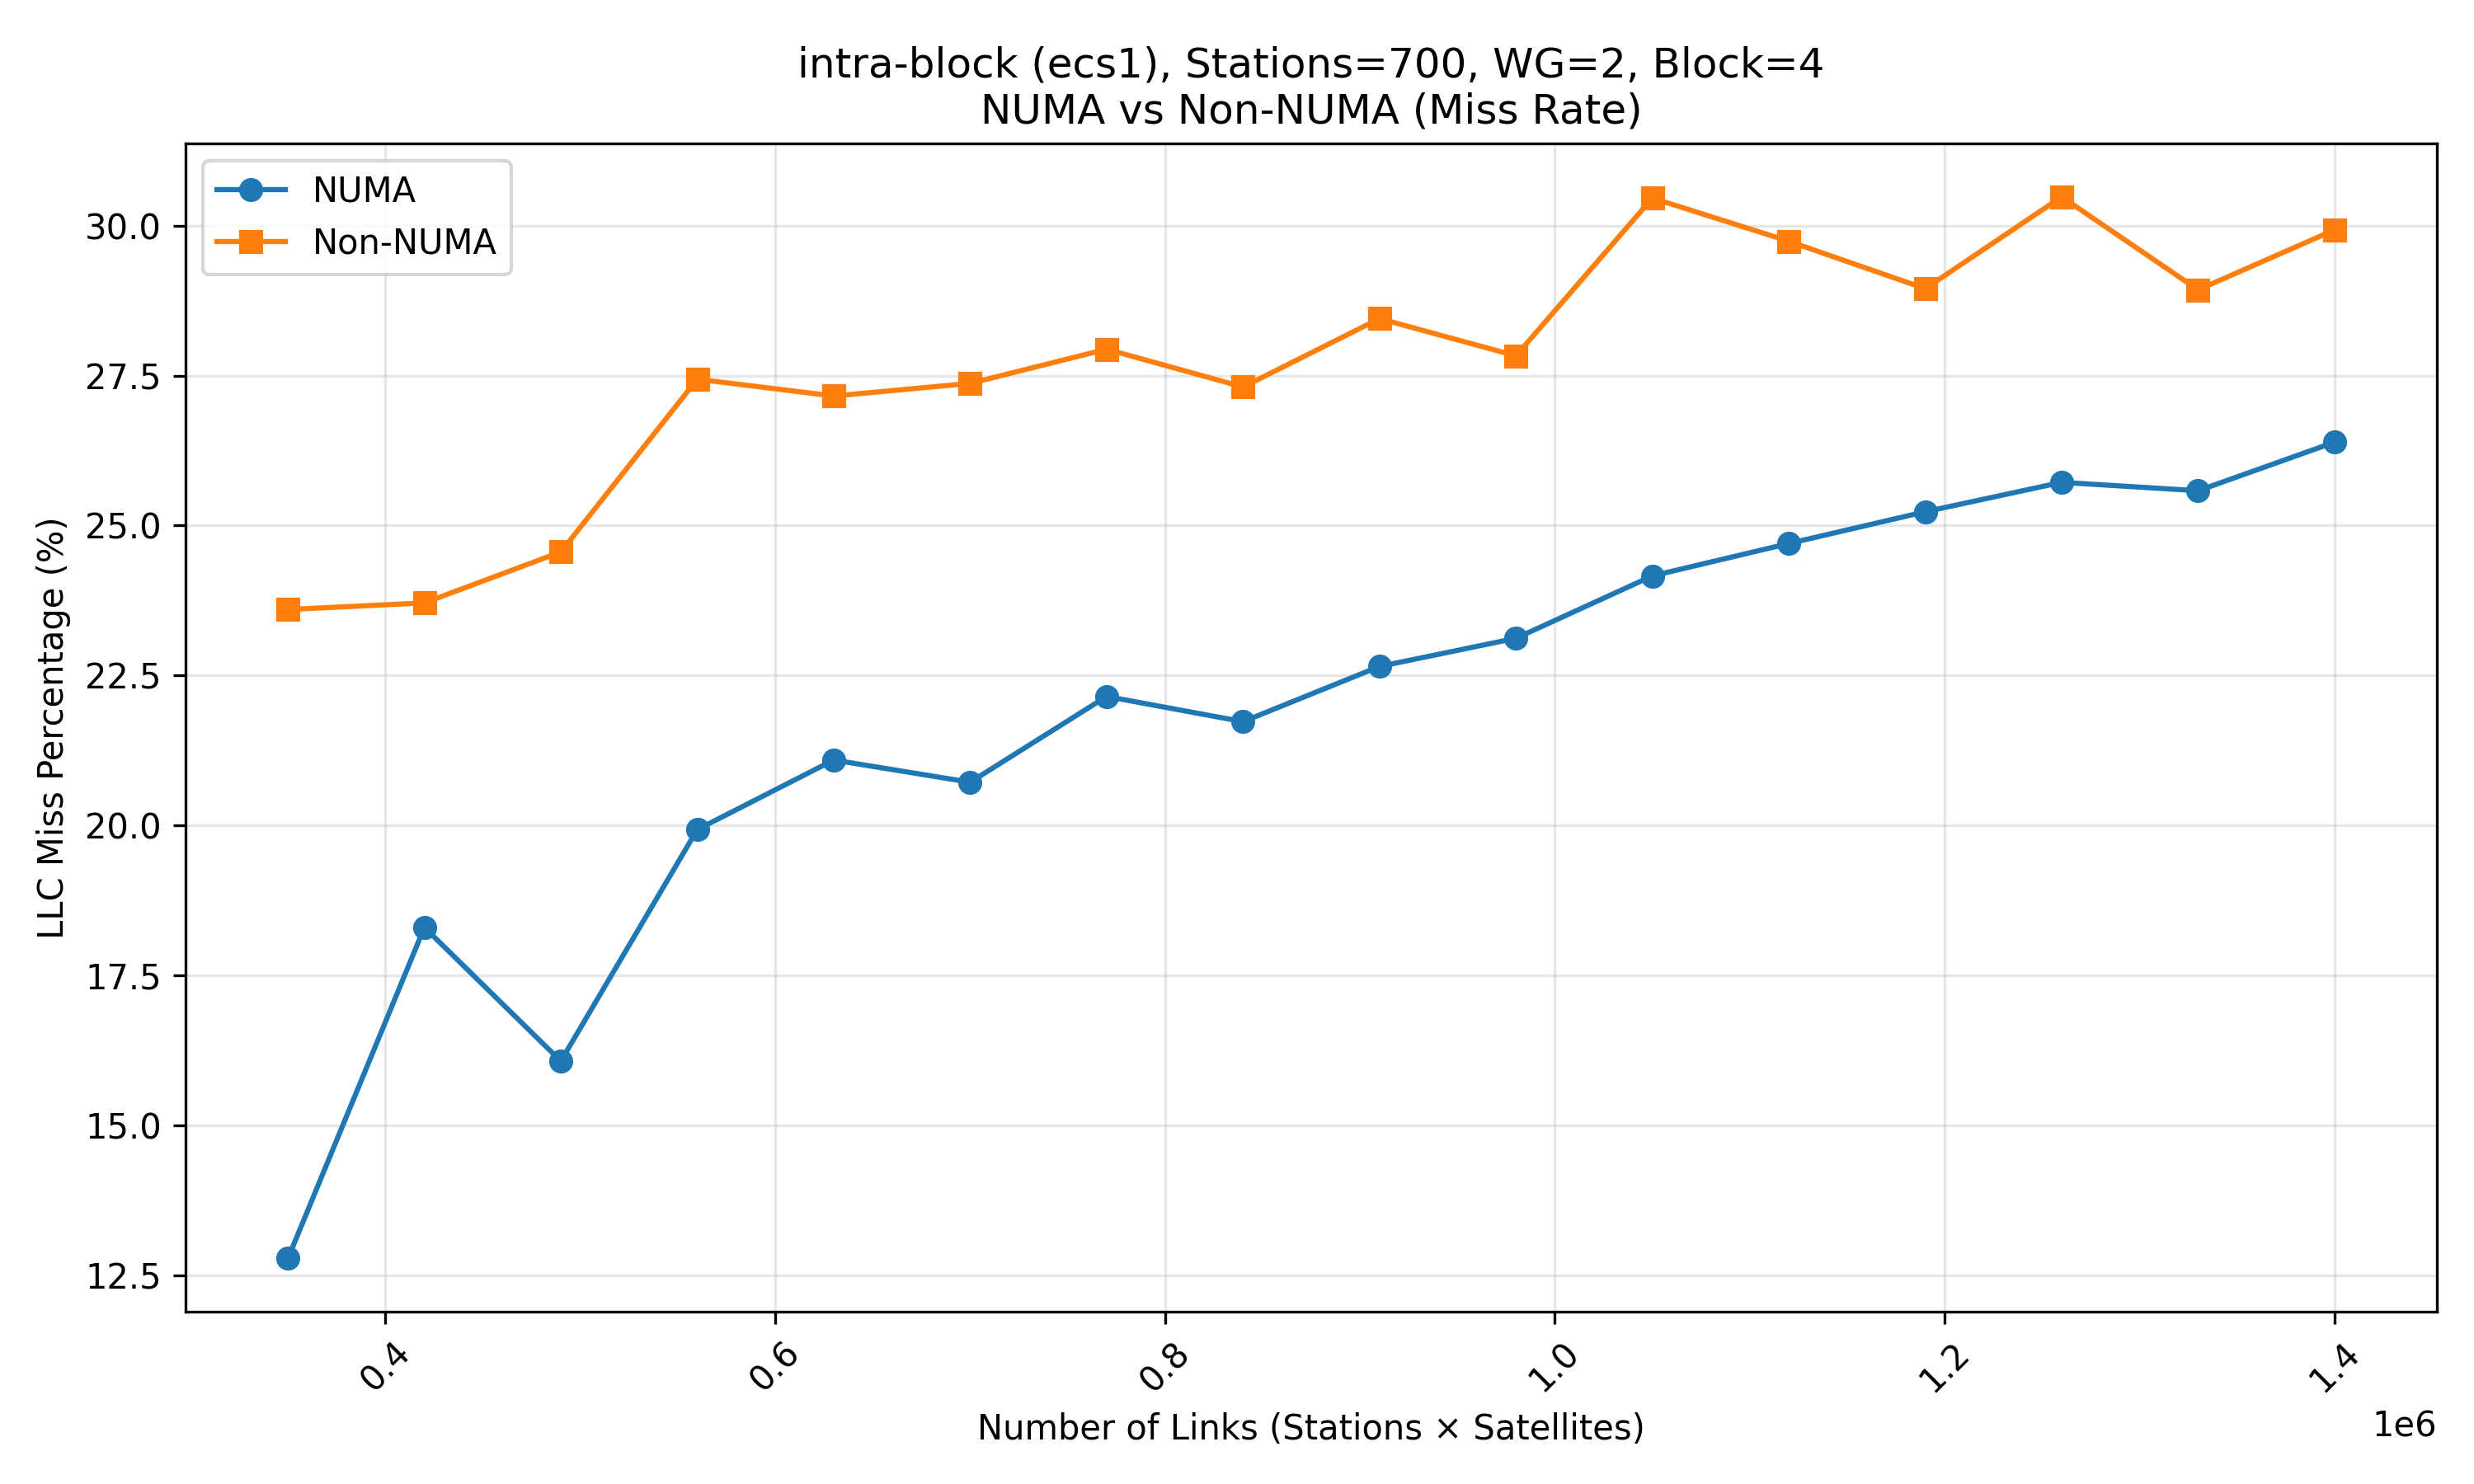 intra-block (ecs1), Stations=700, WG=2, Block=4
NUMA vs Non-NUMA (Miss Rate)
NUMA
Non-NUMA
LLC Miss Percentage (%)
30.0
27.5
25.0
22.5
20.0
17.5
15.0
12.5
0.4
0.6
0.8
1.0
1.2
1.4
1e6
Number of Links (Stations × Satellites)